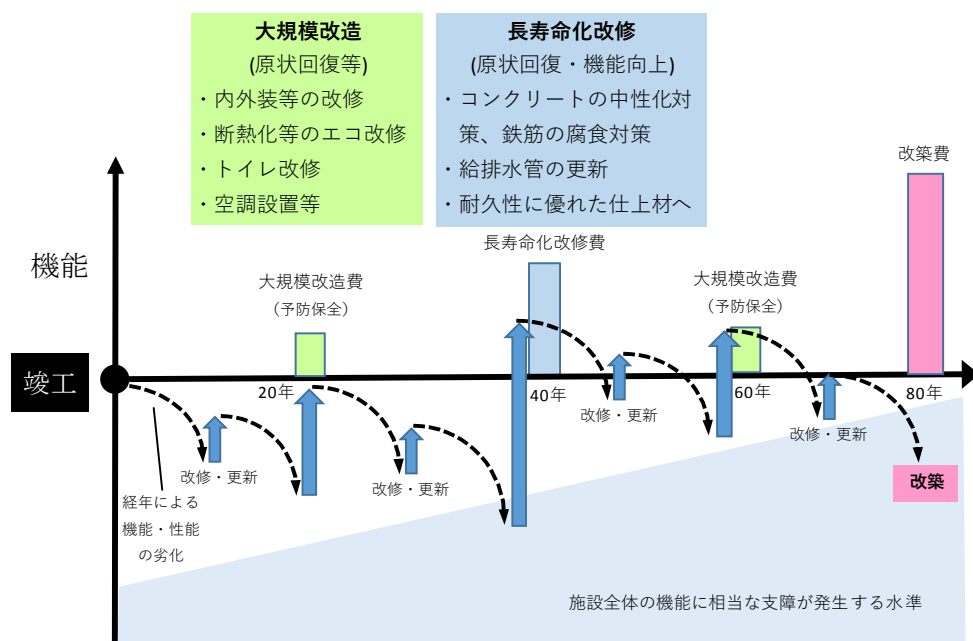 大規模改造
(原状回復等)
・内外装等の改修
・断熱化等のエコ改修
・トイレ改修
・空調設置等
長寿命化改修
(原状回復・機能向上)
・コンクリートの中性化対
策、鉄筋の腐食対策
・給排水管の更新
・耐久性に優れた仕上材へ
改築費
長寿命化改修費
機能
大規模改造費
（予防保全）
大規模改造費
（予防保全）
竣工
20年
40年
60年
80年
改修・更新
改修・更新
改修・更新
改修・更新
改築
経年による
機能・性能
の劣化
施設全体の機能に相当な支障が発生する水準